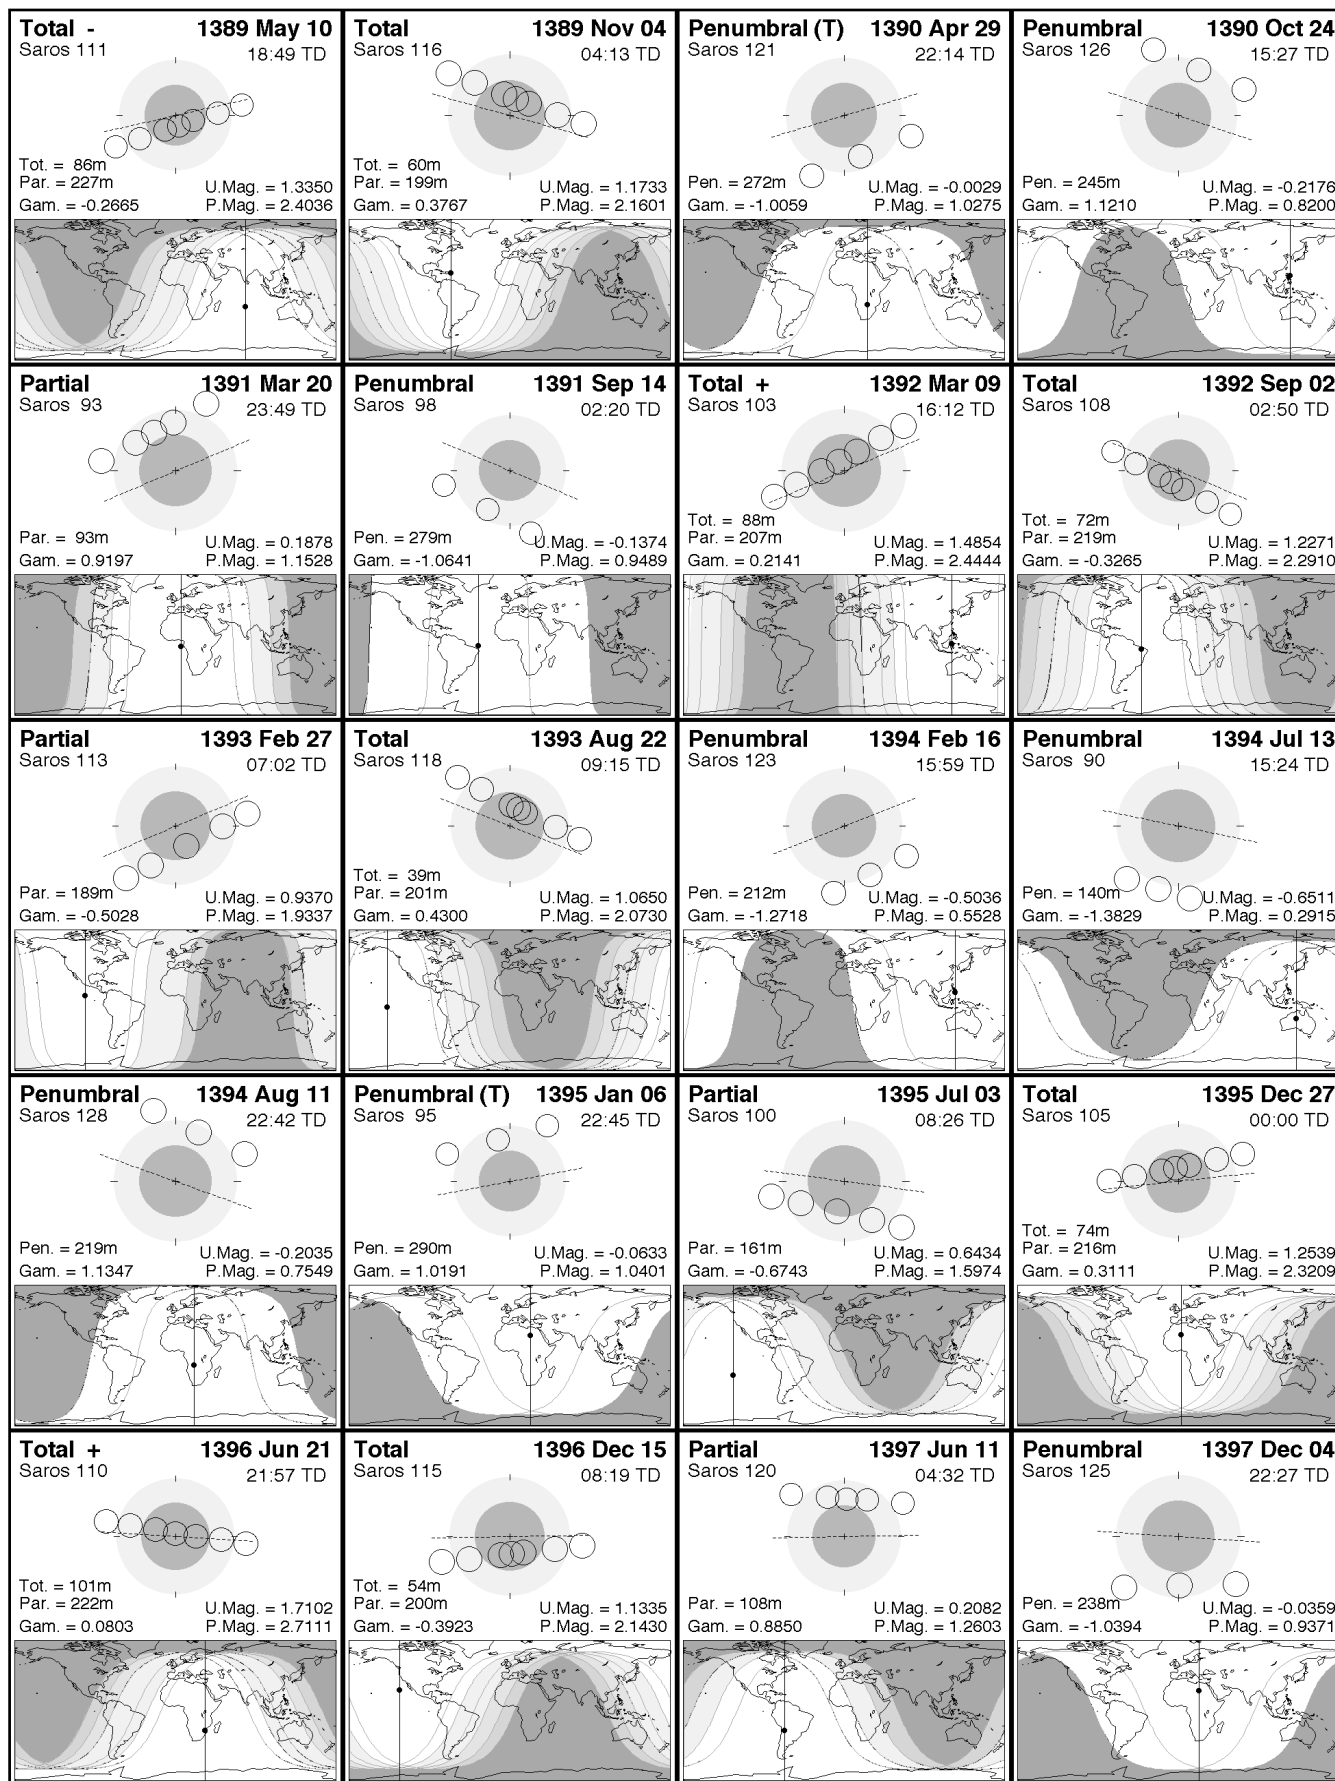 Total - 1389 May 10
Saros 111 18:49 TD
Tot. = 86m
Par. = 227m U.Mag. = 1.3350
Gam. = -0.2665 P.Mag. = 2.4036
Total 1389 Nov 04
Saros 116 04:13 TD
Tot. = 60m
Par. = 199m U.Mag. = 1.1733
Gam. = 0.3767 P.Mag. = 2.1601
Penumbral (T) 1390 Apr 29
Saros 121 22:14 TD
Pen. = 272m U.Mag. = -0.0029
Gam. = -1.0059 P.Mag. = 1.0275
Penumbral 1390 Oct 24
Saros 126 15:27 TD
Pen. = 245m U.Mag. = -0.2176
Gam. = 1.1210 P.Mag. = 0.8200
Partial 1391 Mar 20
Saros 93 23:49 TD
Par. = 93m U.Mag. = 0.1878
Gam. = 0.9197 P.Mag. = 1.1528
Penumbral 1391 Sep 14
Saros 98 02:20 TD
Pen. = 279m U.Mag. = -0.1374
Gam. = -1.0641 P.Mag. = 0.9489
Total + 1392 Mar 09
Saros 103 16:12 TD
Tot. = 88m
Par. = 207m U.Mag. = 1.4854
Gam. = 0.2141 P.Mag. = 2.4444
Total 1392 Sep 02
Saros 108 02:50 TD
Tot. = 72m
Par. = 219m U.Mag. = 1.2271
Gam. = -0.3265 P.Mag. = 2.2910
Partial 1393 Feb 27
Saros 113 07:02 TD
Par. = 189m U.Mag. = 0.9370
Gam. = -0.5028 P.Mag. = 1.9337
Total 1393 Aug 22
Saros 118 09:15 TD
Tot. = 39m
Par. = 201m U.Mag. = 1.0650
Gam. = 0.4300 P.Mag. = 2.0730
Penumbral 1394 Feb 16
Saros 123 15:59 TD
Pen. = 212m U.Mag. = -0.5036
Gam. = -1.2718 P.Mag. = 0.5528
Penumbral 1394 Jul 13
Saros 90 15:24 TD
Pen. = 140m U.Mag. = -0.6511
Gam. = -1.3829 P.Mag. = 0.2915
Penumbral 1394 Aug 11
Saros 128 22:42 TD
Pen. = 219m U.Mag. = -0.2035
Gam. = 1.1347 P.Mag. = 0.7549
Penumbral (T) 1395 Jan 06
Saros 95 22:45 TD
Pen. = 290m U.Mag. = -0.0633
Gam. = 1.0191 P.Mag. = 1.0401
Partial 1395 Jul 03
Saros 100 08:26 TD
Par. = 161m U.Mag. = 0.6434
Gam. = -0.6743 P.Mag. = 1.5974
Total 1395 Dec 27
Saros 105 00:00 TD
Tot. = 74m
Par. = 216m U.Mag. = 1.2539
Gam. = 0.3111 P.Mag. = 2.3209
Total + 1396 Jun 21
Saros 110 21:57 TD
Tot. = 101m
Par. = 222m U.Mag. = 1.7102
Gam. = 0.0803 P.Mag. = 2.7111
Total 1396 Dec 15
Saros 115 08:19 TD
Tot. = 54m
Par. = 200m U.Mag. = 1.1335
Gam. = -0.3923 P.Mag. = 2.1430
Partial 1397 Jun 11
Saros 120 04:32 TD
Par. = 108m U.Mag. = 0.2082
Gam. = 0.8850 P.Mag. = 1.2603
Penumbral 1397 Dec 04
Saros 125 22:27 TD
Pen. = 238m U.Mag. = -0.0359
Gam. = -1.0394 P.Mag. = 0.9371